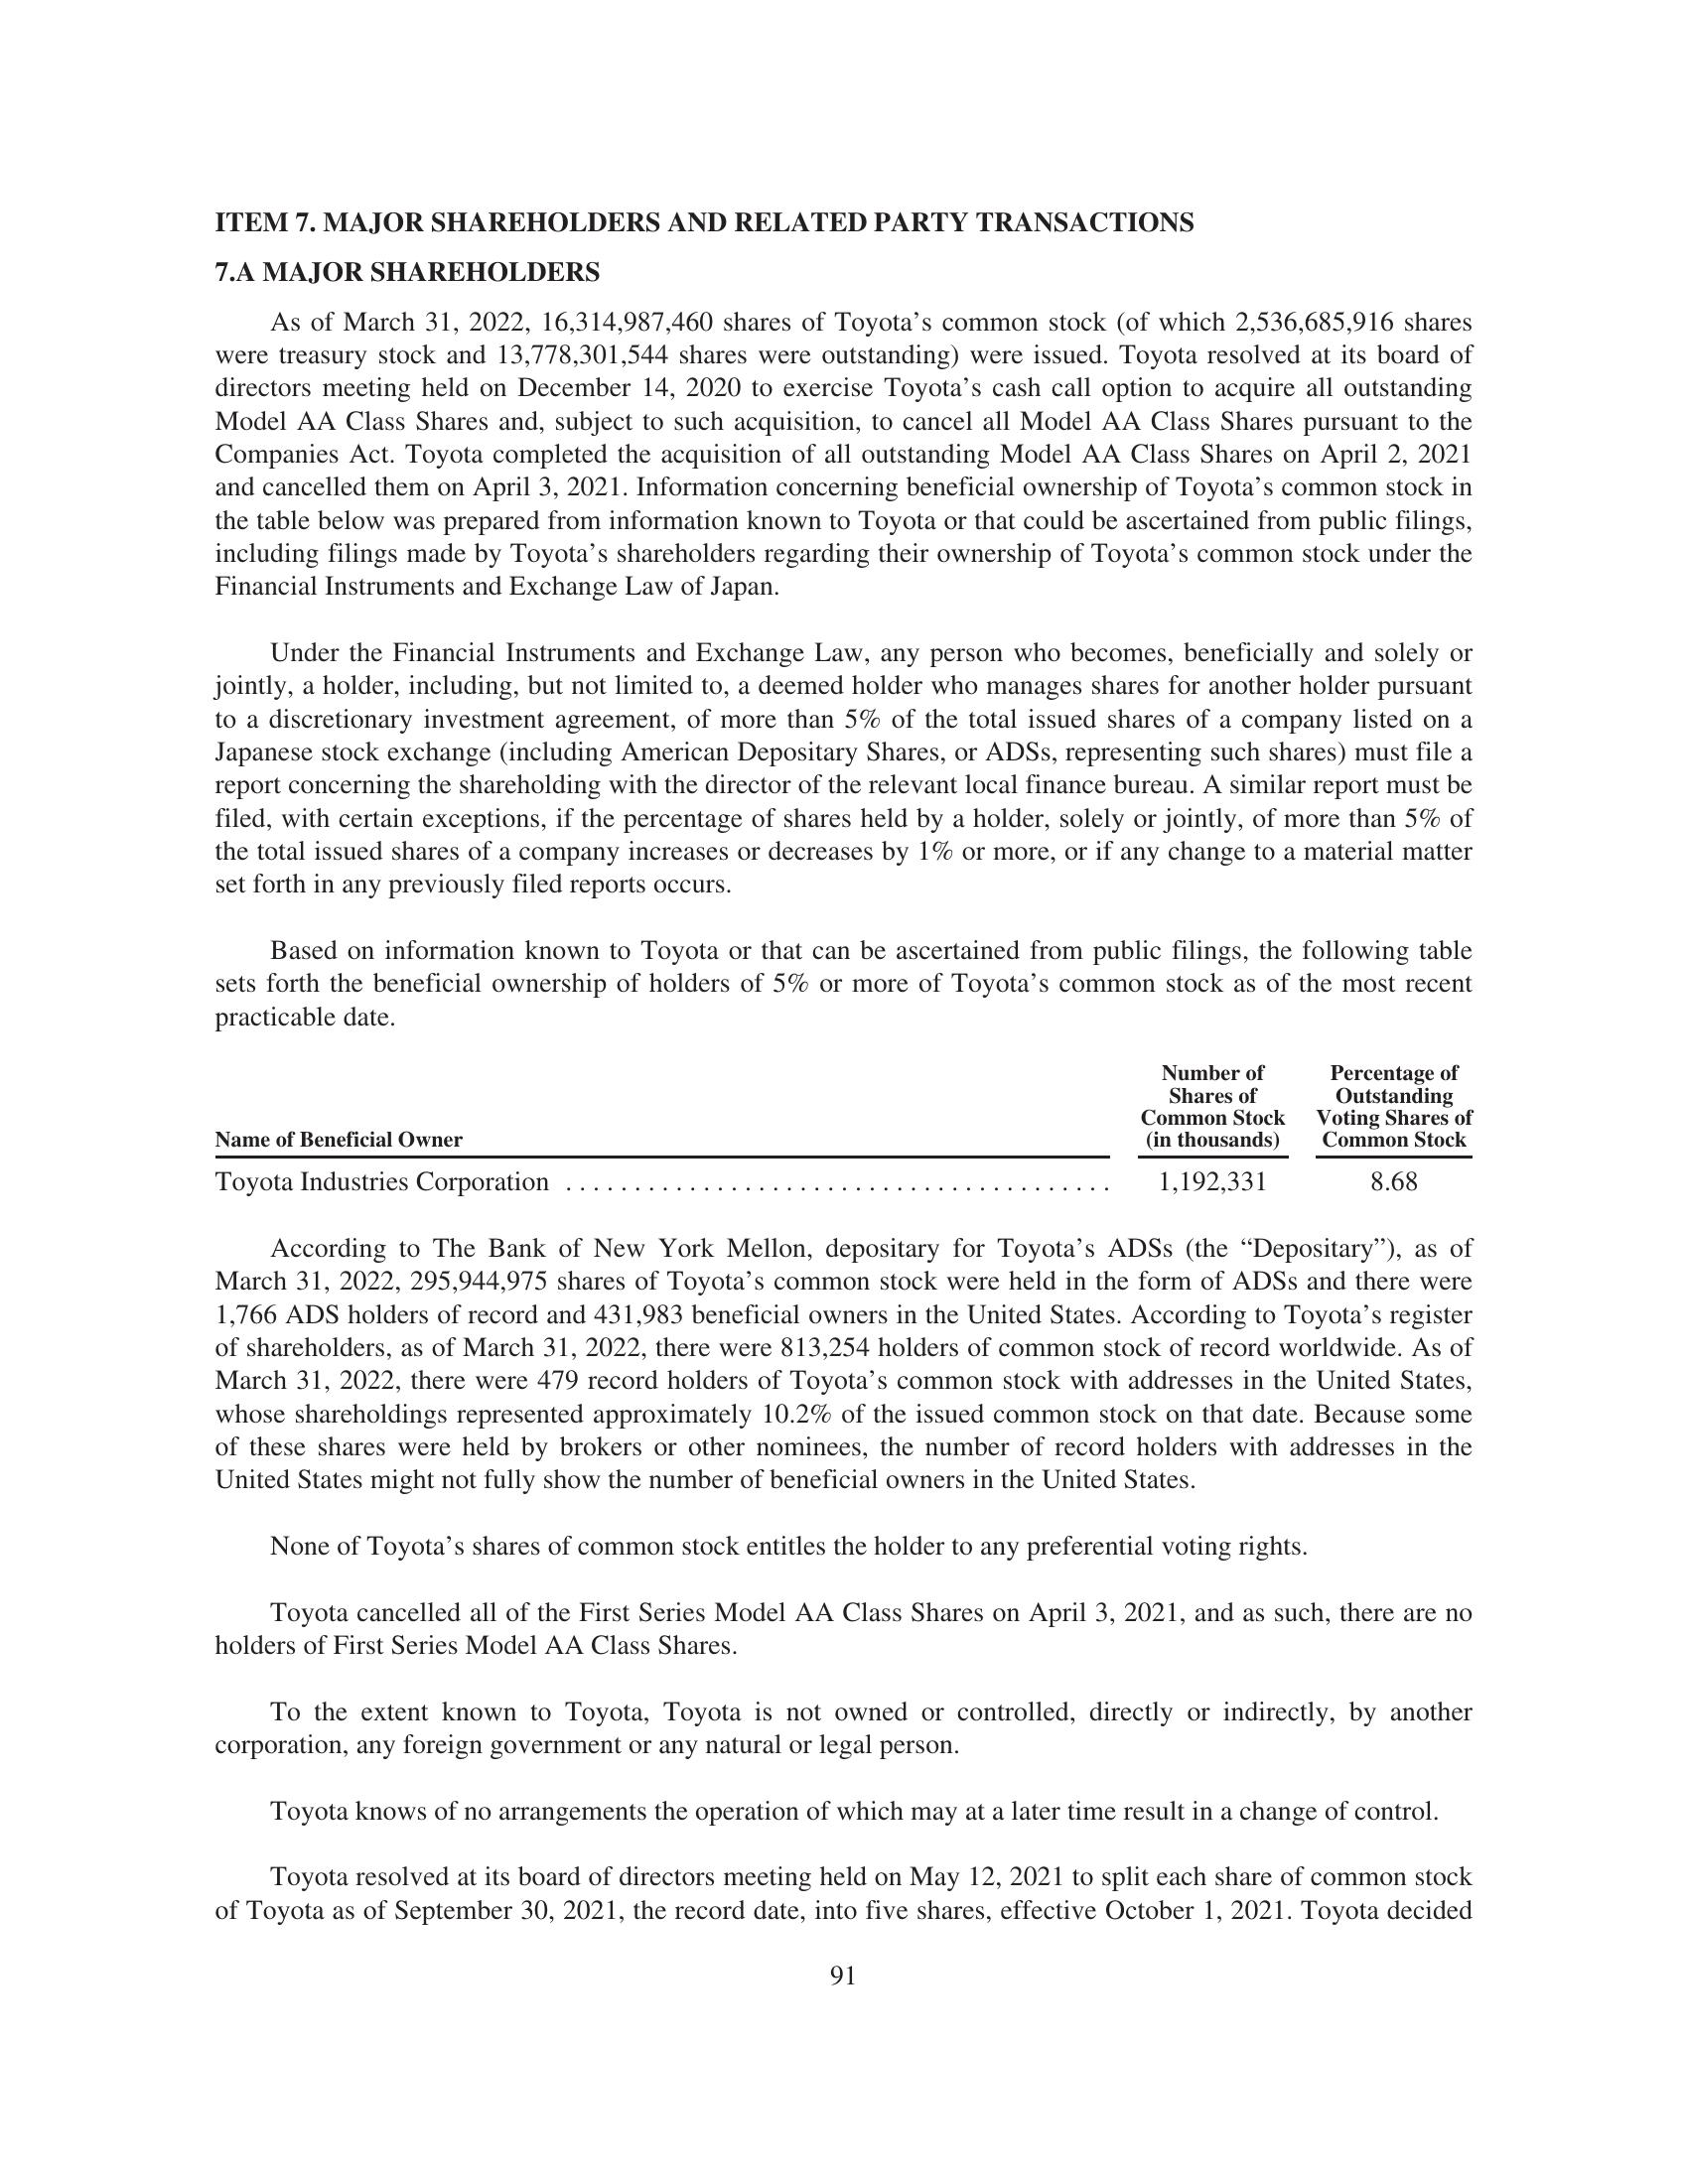 ITEM 7. MAJOR SHAREHOLDERS AND RELATED PARTY TRANSACTIONS
7.A MAJOR SHAREHOLDERS
As of March 31, 2022, 16,314,987,460 shares of Toyota’s common stock (of which 2,536,685,916 shares
were treasury stock and 13,778,301,544 shares were outstanding) were issued. Toyota resolved at its board of
directors meeting held on December 14, 2020 to exercise Toyota’s cash call option to acquire all outstanding
Model AA Class Shares and, subject to such acquisition, to cancel all Model AA Class Shares pursuant to the
Companies Act. Toyota completed the acquisition of all outstanding Model AA Class Shares on April 2, 2021
and cancelled them on April 3, 2021. Information concerning beneficial ownership of Toyota’s common stock in
the table below was prepared from information known to Toyota or that could be ascertained from public filings,
including filings made by Toyota’s shareholders regarding their ownership of Toyota’s common stock under the
Financial Instruments and Exchange Law of Japan.
Under the Financial Instruments and Exchange Law, any person who becomes, beneficially and solely or
jointly, a holder, including, but not limited to, a deemed holder who manages shares for another holder pursuant
to a discretionary investment agreement, of more than 5% of the total issued shares of a company listed on a
Japanese stock exchange (including American Depositary Shares, or ADSs, representing such shares) must file a
report concerning the shareholding with the director of the relevant local finance bureau. A similar report must be
filed, with certain exceptions, if the percentage of shares held by a holder, solely or jointly, of more than 5% of
the total issued shares of a company increases or decreases by 1% or more, or if any change to a material matter
set forth in any previously filed reports occurs.
Based on information known to Toyota or that can be ascertained from public filings, the following table
sets forth the beneficial ownership of holders of 5% or more of Toyota’s common stock as of the most recent
practicable date.
Number of Percentage of
Shares of Outstanding
Common Stock Voting Shares of
Name of Beneficial Owner (in thousands) Common Stock
Toyota Industries Corporation ........................................ 1,192,331 8.68
According to The Bank of New York Mellon, depositary for Toyota’s ADSs (the “Depositary”), as of
March 31, 2022, 295,944,975 shares of Toyota’s common stock were held in the form of ADSs and there were
1,766 ADS holders of record and 431,983 beneficial owners in the United States. According to Toyota’s register
of shareholders, as of March 31, 2022, there were 813,254 holders of common stock of record worldwide. As of
March 31, 2022, there were 479 record holders of Toyota’s common stock with addresses in the United States,
whose shareholdings represented approximately 10.2% of the issued common stock on that date. Because some
of these shares were held by brokers or other nominees, the number of record holders with addresses in the
United States might not fully show the number of beneficial owners in the United States.
None of Toyota’s shares of common stock entitles the holder to any preferential voting rights.
Toyota cancelled all of the First Series Model AA Class Shares on April 3, 2021, and as such, there are no
holders of First Series Model AA Class Shares.
To the extent known to Toyota, Toyota is not owned or controlled, directly or indirectly, by another
corporation, any foreign government or any natural or legal person.
Toyota knows of no arrangements the operation of which may at a later time result in a change of control.
Toyota resolved at its board of directors meeting held on May 12, 2021 to split each share of common stock
of Toyota as of September 30, 2021, the record date, into five shares, effective October 1, 2021. Toyota decided
91